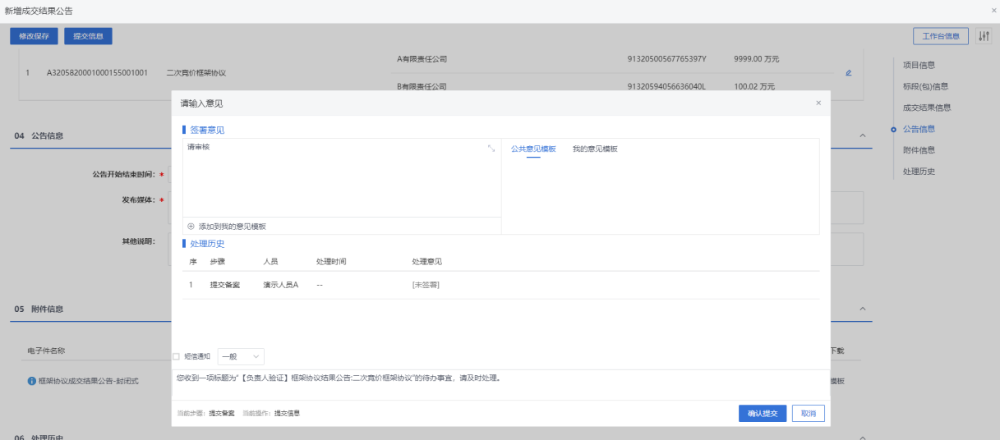 新增成交结果公告
修改保存 提交信息 工作台信息
A有限责任公司 91320500567765397Y 9999.00 万元
1 A3205820001000155001001 二次竞价框架协议
B有限责任公司 91320594056636040L 100.02 万元
项目信息
标段(包)信息
成交结果信息
公告信息
附件信息
处理历史
04 公告信息
公告开始结束时间: *
发布媒体: *
其他说明:
请输入意见
签署意见
请审核
公共意见模板 我的意见模板
添加到我的意见模板
处理历史
序 步骤 人员 处理时间 处理意见
1 提交备案 演示人员A -- [未签署]
短信通知 一般
您收到一项标题为“【负责人验证】框架协议结果公告:二次竞价框架协议”的待办事宜，请及时处理。
当前步骤: 提交备案 当前操作: 提交信息
确认提交 取消
05 附件信息
电子件名称 下载
框架协议成交结果公告-封闭式 模板
06 处理历史